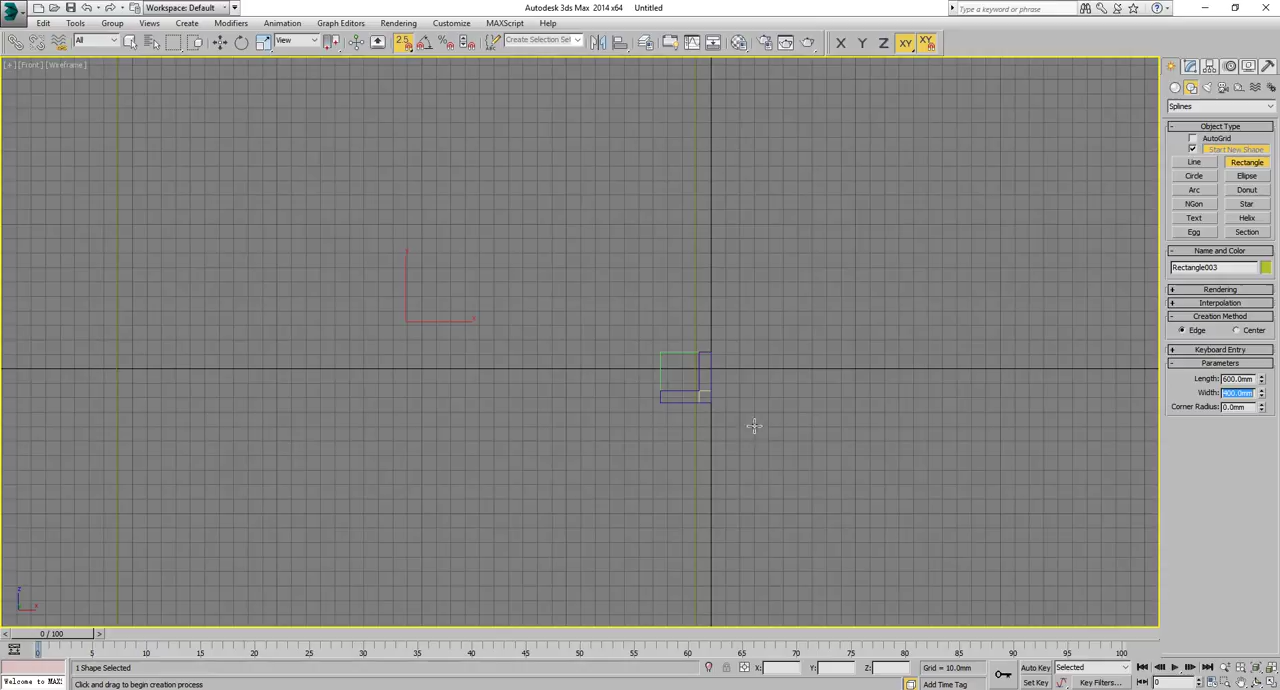 Autodesk 3ds Max 2014 x64 Untitled
Workspace: Default
Type a keyword or phrase
Edit Tools Group Views Create Modifiers Animation Graph Editors Rendering Customize MAXScript Help
All View 2.5 Create Selection Set X Y Z XY XY
[+] [Front] [Wireframe]
Splines
- Object Type
AutoGrid
Start New Shape
Line Rectangle
Circle Ellipse
Arc Donut
NGon Star
Text Helix
Egg Section
- Name and Color
Rectangle003
+ Rendering
+ Interpolation
- Creation Method
Edge Center
+ Keyboard Entry
- Parameters
Length: 600.0mm
Width: 400.0mm
Corner Radius: 0.0mm
z
x
< 0 / 100 >
0 5 10 15 20 25 30 35 40 45 50 55 60 65 70 75 80 85 90 95 100
1 Shape Selected X: Y: Z: Grid = 10.0mm Auto Key Selected
Welcome to MAX: Click and drag to begin creation process Add Time Tag Set Key Key Filters... 0